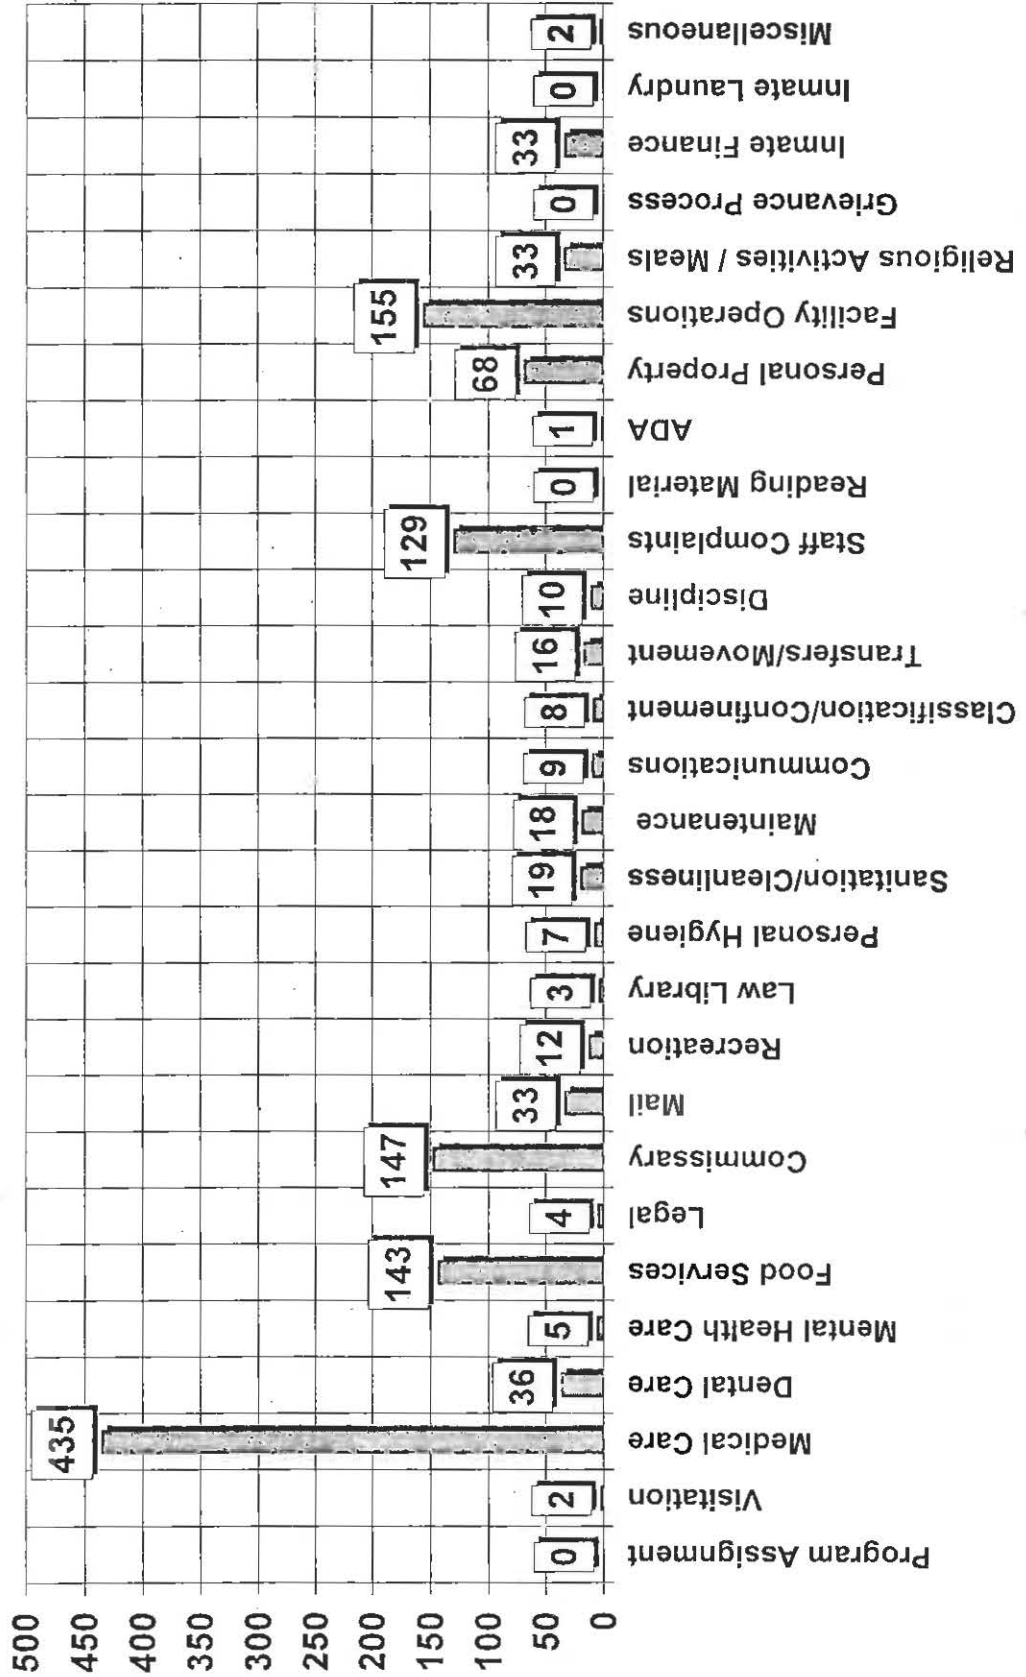 500
450
400
350
300
250
200
150
100
50
0
Program Assignment
0
Visitation
2
Medical Care
435
Dental Care
36
Mental Health Care
5
Food Services
143
Legal
4
Commissary
147
Mail
33
Recreation
12
Law Library
3
Personal Hygiene
7
Sanitation/Cleanliness
19
Maintenance
18
Communications
9
Classification/Confinement
8
Transfers/Movement
16
Discipline
10
Staff Complaints
129
Reading Material
0
ADA
1
Personal Property
68
Facility Operations
155
Religious Activities / Meals
33
Grievance Process
0
Inmate Finance
33
Inmate Laundry
0
Miscellaneous
2